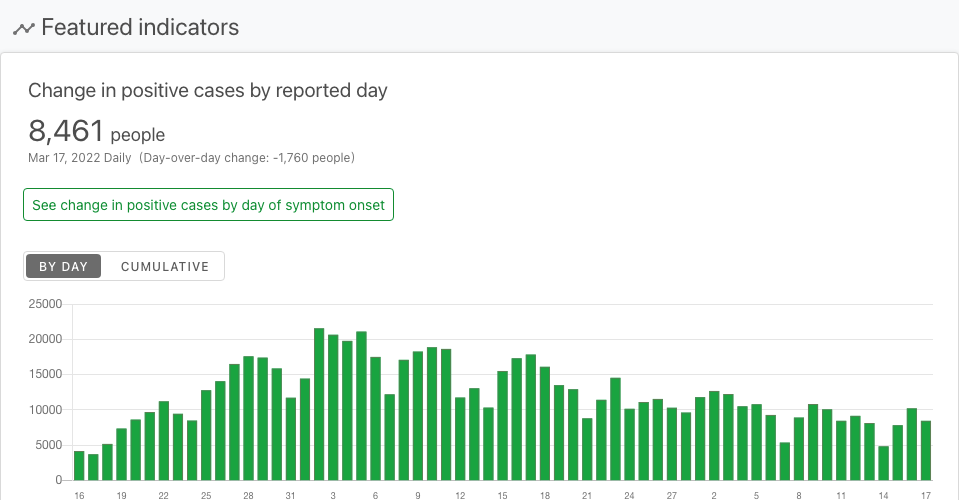 Featured indicators
Change in positive cases by reported day
8,461 people
Mar 17, 2022 Daily (Day-over-day change: -1,760 people)
See change in positive cases by day of symptom onset
BY DAY CUMULATIVE
25000
20000
15000
10000
5000
0
16 19 22 25 28 31 3 6 9 12 15 18 21 24 27 2 5 8 11 14 17